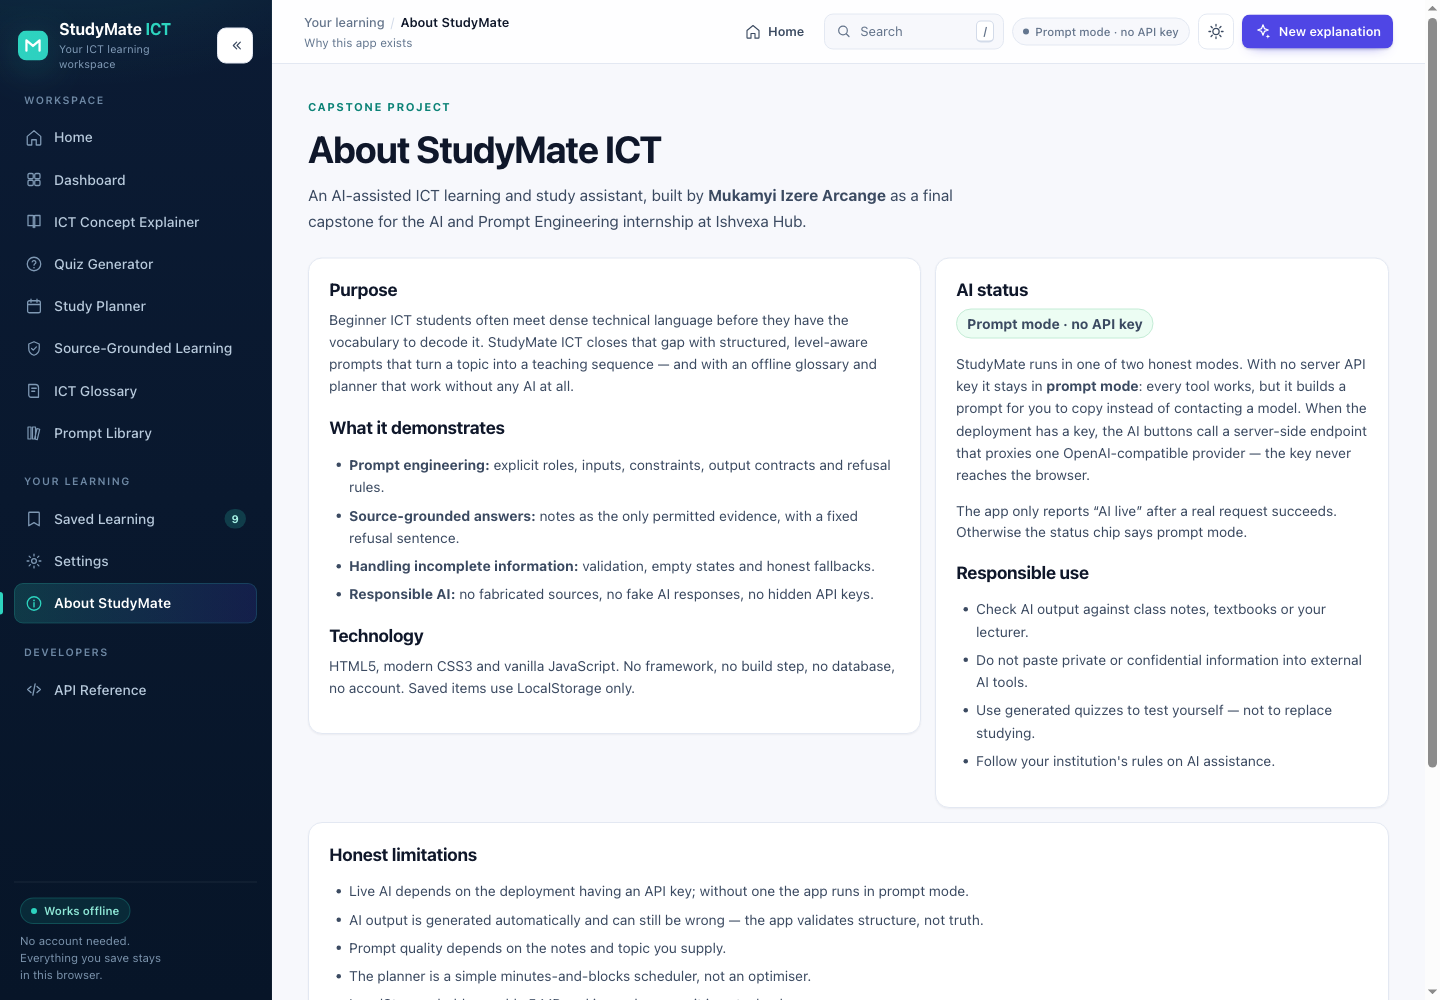 StudyMate ICT
Your ICT learning
workspace
WORKSPACE
Home
Dashboard
ICT Concept Explainer
Quiz Generator
Study Planner
Source-Grounded Learning
ICT Glossary
Prompt Library
YOUR LEARNING
Saved Learning 9
Settings
About StudyMate
DEVELOPERS
API Reference
Works offline
No account needed.
Everything you save stays
in this browser.
Your learning / About StudyMate
Why this app exists
Home
Search /
Prompt mode · no API key
New explanation
CAPSTONE PROJECT
About StudyMate ICT
An AI-assisted ICT learning and study assistant, built by Mukamyi Izere Arcange as a final
capstone for the AI and Prompt Engineering internship at Ishvexa Hub.
Purpose
Beginner ICT students often meet dense technical language before they have the
vocabulary to decode it. StudyMate ICT closes that gap with structured, level-aware
prompts that turn a topic into a teaching sequence — and with an offline glossary and
planner that work without any AI at all.
What it demonstrates
• Prompt engineering: explicit roles, inputs, constraints, output contracts and refusal
rules.
• Source-grounded answers: notes as the only permitted evidence, with a fixed
refusal sentence.
• Handling incomplete information: validation, empty states and honest fallbacks.
• Responsible AI: no fabricated sources, no fake AI responses, no hidden API keys.
Technology
HTML5, modern CSS3 and vanilla JavaScript. No framework, no build step, no database,
no account. Saved items use LocalStorage only.
AI status
Prompt mode · no API key
StudyMate runs in one of two honest modes. With no server API
key it stays in prompt mode: every tool works, but it builds a
prompt for you to copy instead of contacting a model. When the
deployment has a key, the AI buttons call a server-side endpoint
that proxies one OpenAI-compatible provider — the key never
reaches the browser.
The app only reports “AI live” after a real request succeeds.
Otherwise the status chip says prompt mode.
Responsible use
• Check AI output against class notes, textbooks or your
lecturer.
• Do not paste private or confidential information into external
AI tools.
• Use generated quizzes to test yourself — not to replace
studying.
• Follow your institution's rules on AI assistance.
Honest limitations
• Live AI depends on the deployment having an API key; without one the app runs in prompt mode.
• AI output is generated automatically and can still be wrong — the app validates structure, not truth.
• Prompt quality depends on the notes and topic you supply.
• The planner is a simple minutes-and-blocks scheduler, not an optimiser.